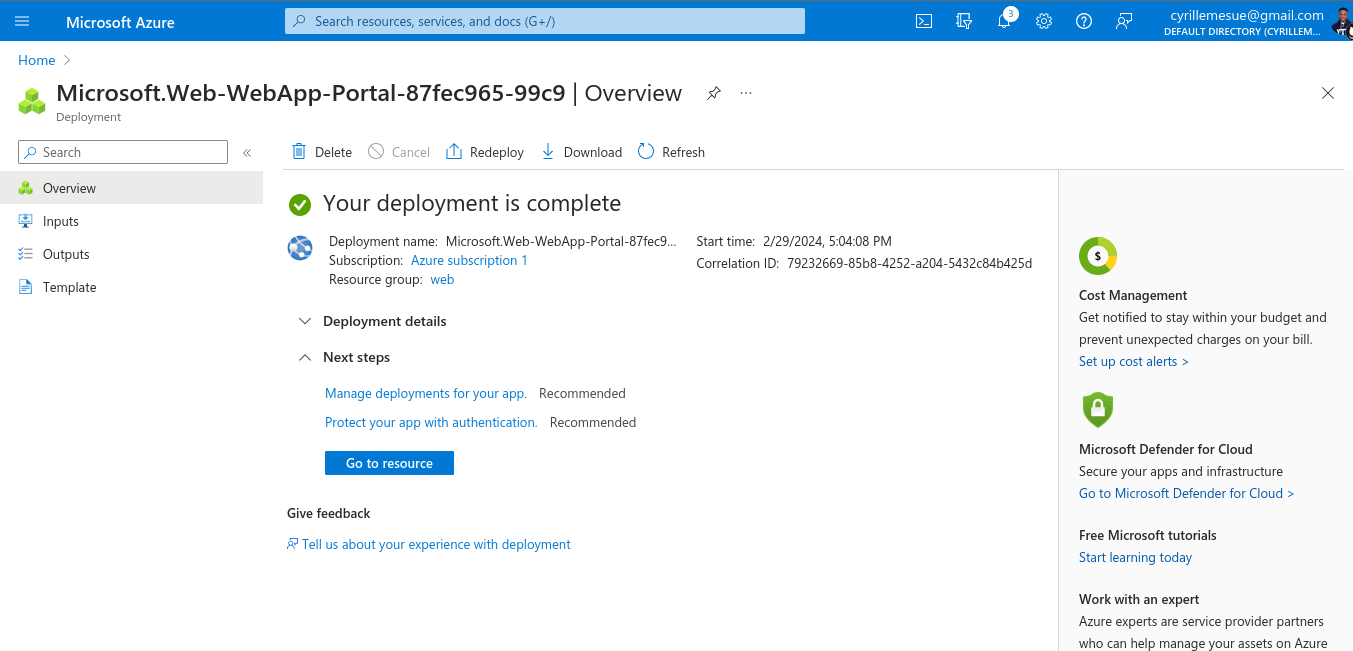 Microsoft Azure
Search resources, services, and docs (G+/)
3
cyrillemesue@gmail.com
DEFAULT DIRECTORY (CYRILLEM...
YT
Home
Microsoft.Web-WebApp-Portal-87fec965-99c9 | Overview
...
Deployment
Search
«
Overview
Inputs
Outputs
Template
Delete
Cancel
Redeploy
Download
Refresh
Your deployment is complete
Deployment name: Microsoft.Web-WebApp-Portal-87fec9...
Subscription: Azure subscription 1
Resource group: web
Start time: 2/29/2024, 5:04:08 PM
Correlation ID: 79232669-85b8-4252-a204-5432c84b425d
Deployment details
Next steps
Manage deployments for your app. Recommended
Protect your app with authentication. Recommended
Go to resource
Give feedback
Tell us about your experience with deployment
$
Cost Management
Get notified to stay within your budget and
prevent unexpected charges on your bill.
Set up cost alerts >
Microsoft Defender for Cloud
Secure your apps and infrastructure
Go to Microsoft Defender for Cloud >
Free Microsoft tutorials
Start learning today
Work with an expert
Azure experts are service provider partners
who can help manage your assets on Azure